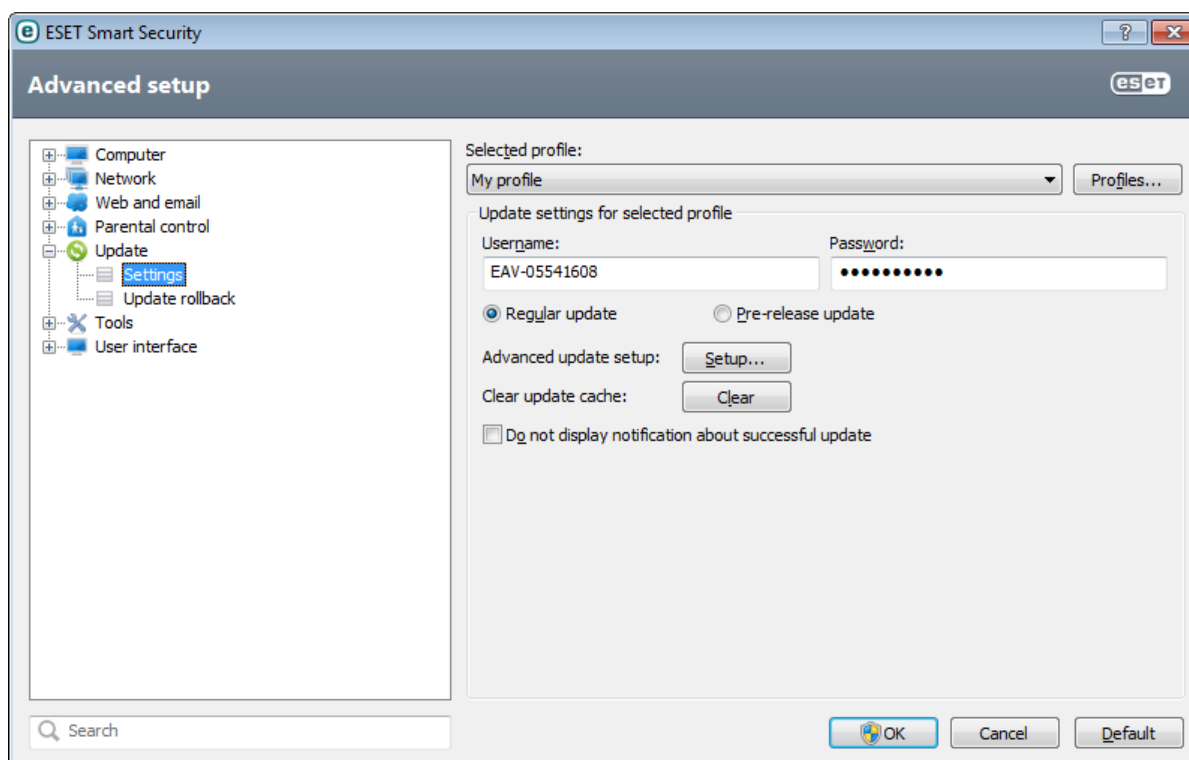 ESET Smart Security
Advanced setup
eseT
Computer
Network
Web and email
Parental control
Update
Settings
Update rollback
Tools
User interface
Search
Selected profile:
My profile
Profiles...
Update settings for selected profile
Username: Password:
EAV-05541608 ●●●●●●●●●●
Regular update Pre-release update
Advanced update setup: Setup...
Clear update cache: Clear
Do not display notification about successful update
OK Cancel Default